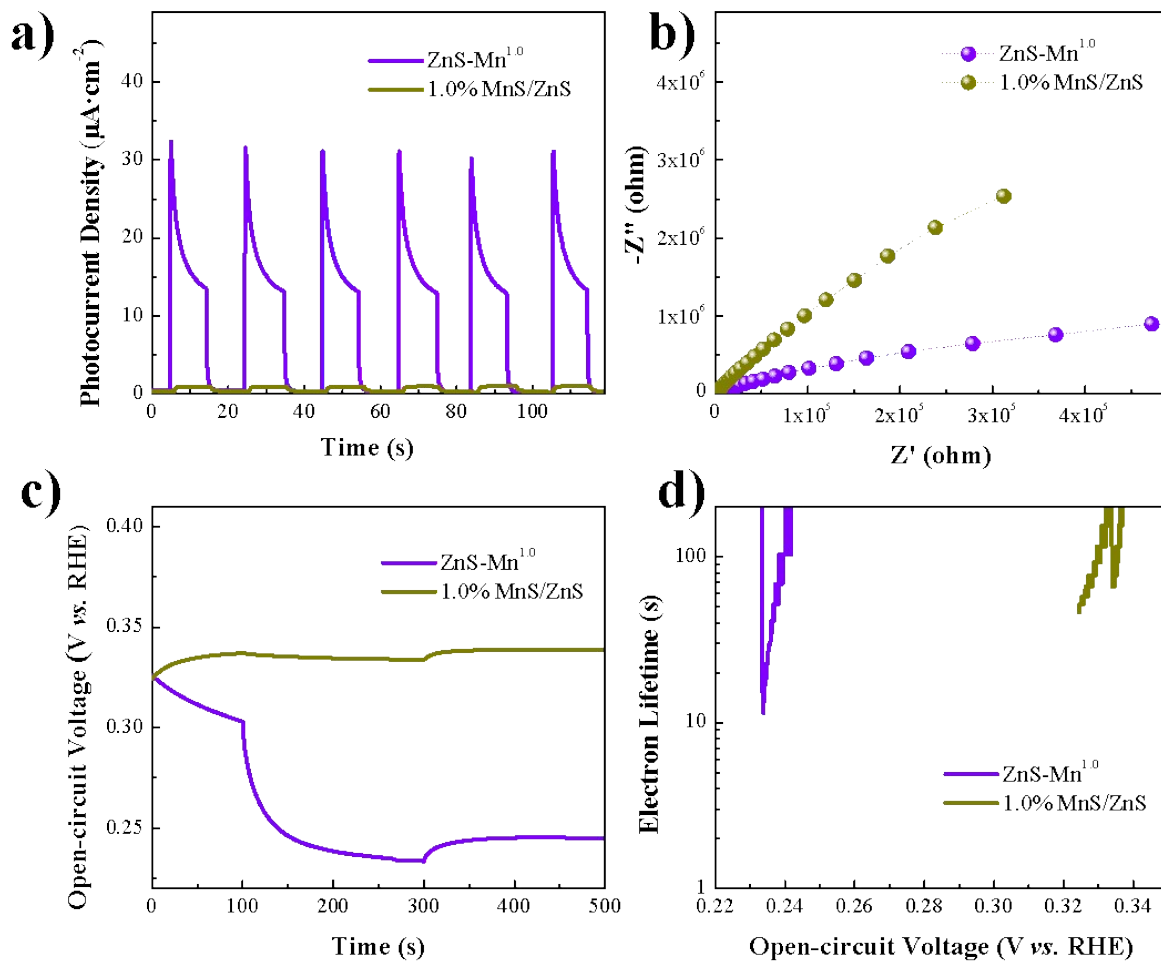 a)
Photocurrent Density (μA·cm⁻²)
50
40
30
20
10
0
ZnS-Mn¹·⁰
1.0% MnS/ZnS
0
20
40
60
80
100
Time (s)
b)
-Z'' (ohm)
4x10⁶
3x10⁶
2x10⁶
1x10⁶
0
ZnS-Mn¹·⁰
1.0% MnS/ZnS
0
1x10⁵
2x10⁵
3x10⁵
4x10⁵
Z' (ohm)
c)
Open-circuit Voltage (V vs. RHE)
0.40
0.35
0.30
0.25
ZnS-Mn¹·⁰
1.0% MnS/ZnS
0
100
200
300
400
500
Time (s)
d)
Electron Lifetime (s)
100
10
1
ZnS-Mn¹·⁰
1.0% MnS/ZnS
0.22
0.24
0.26
0.28
0.30
0.32
0.34
Open-circuit Voltage (V vs. RHE)